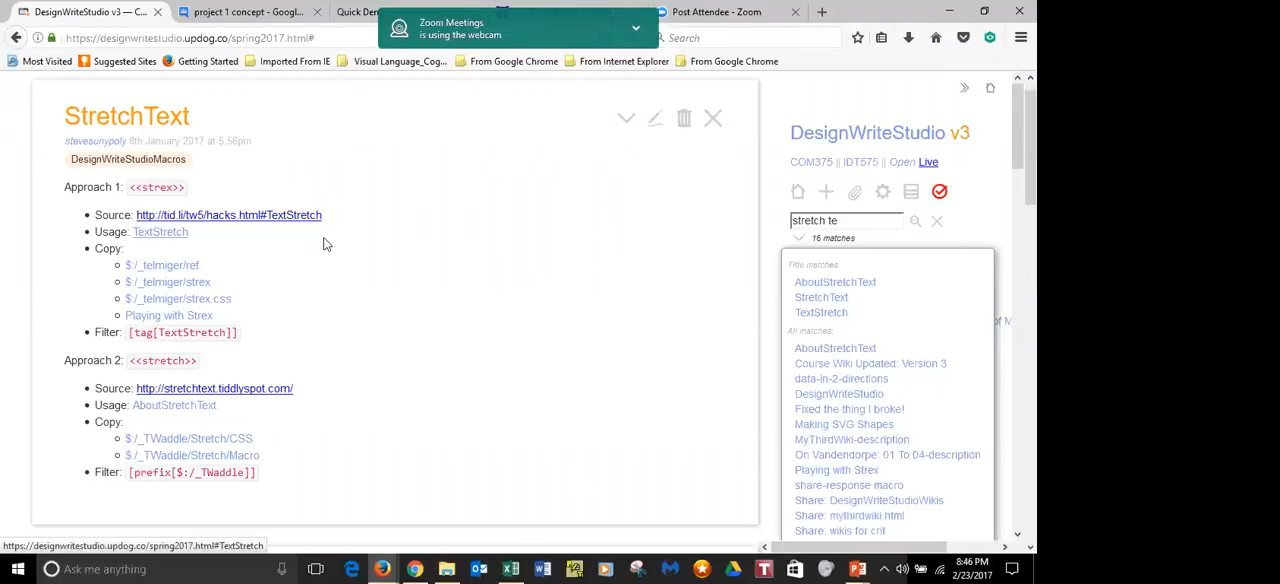 DesignWriteStudio v3 — C...
project 1 concept - Googl...
Quick Den
Post Attendee - Zoom
Zoom Meetings
is using the webcam
https://designwritestudio.updog.co/spring2017.html#
Search
Most Visited
Suggested Sites
Getting Started
Imported From IE
Visual_Language_Cog...
From Google Chrome
From Internet Explorer
From Google Chrome
StretchText
stevesunypoly 8th January 2017 at 5:56pm
DesignWriteStudioMacros
Approach 1: <<strex>>
Source: http://tid.li/tw5/hacks.html#TextStretch
Usage: TextStretch
Copy:
$:/_telmiger/ref
$:/_telmiger/strex
$:/_telmiger/strex.css
Playing with Strex
Filter: [tag[TextStretch]]
Approach 2: <<stretch>>
Source: http://stretchtext.tiddlyspot.com/
Usage: AboutStretchText
Copy:
$:/_TWaddle/Stretch/CSS
$:/_TWaddle/Stretch/Macro
Filter: [prefix[$:/_TWaddle]]
DesignWriteStudio v3
COM375 || IDT575 || Open Live
stretch te
16 matches
Title matches:
AboutStretchText
StretchText
TextStretch
of M
All matches:
AboutStretchText
Course Wiki Updated: Version 3
data-in-2-directions
DesignWriteStudio
Fixed the thing I broke!
Making SVG Shapes
MyThirdWiki-description
On Vandendorpe: 01 To 04-description
Playing with Strex
share-response macro
Share: DesignWriteStudioWikis
Share: mythirdwiki.html
Share: wikis for crit
https://designwritestudio.updog.co/spring2017.html#TextStretch
Ask me anything
8:46 PM
2/23/2017